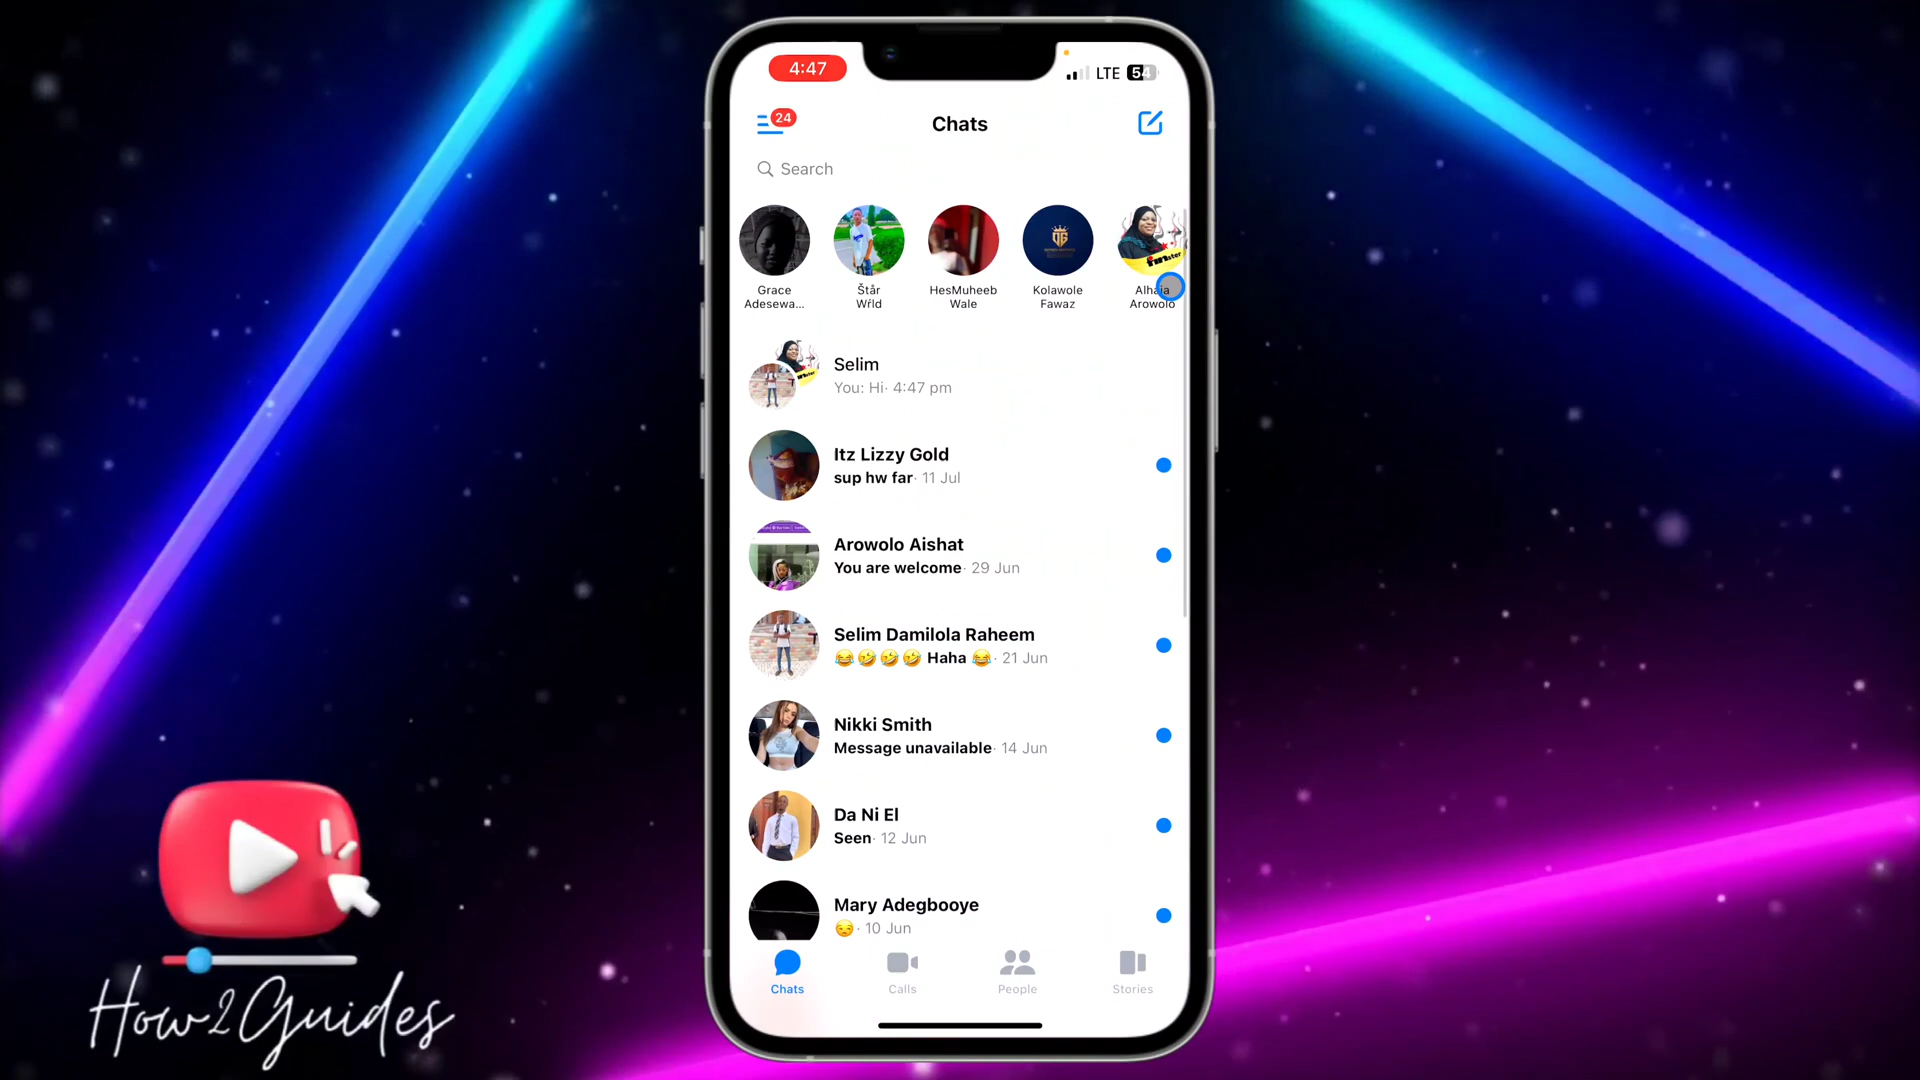 4:47
LTE 54
24
Chats
Search
Grace
Adesewa...
Štår
Wŕld
HesMuheeb
Wale
Kolawole
Fawaz
Alhaja
Arowolo
Selim
You: Hi· 4:47 pm
Itz Lizzy Gold
sup hw far· 11 Jul
Arowolo Aishat
You are welcome· 29 Jun
Selim Damilola Raheem
😂🤣🤣🤣 Haha 😂· 21 Jun
Nikki Smith
Message unavailable· 14 Jun
Da Ni El
Seen· 12 Jun
Mary Adegbooye
😒· 10 Jun
Chats
Calls
People
Stories
How2Guides